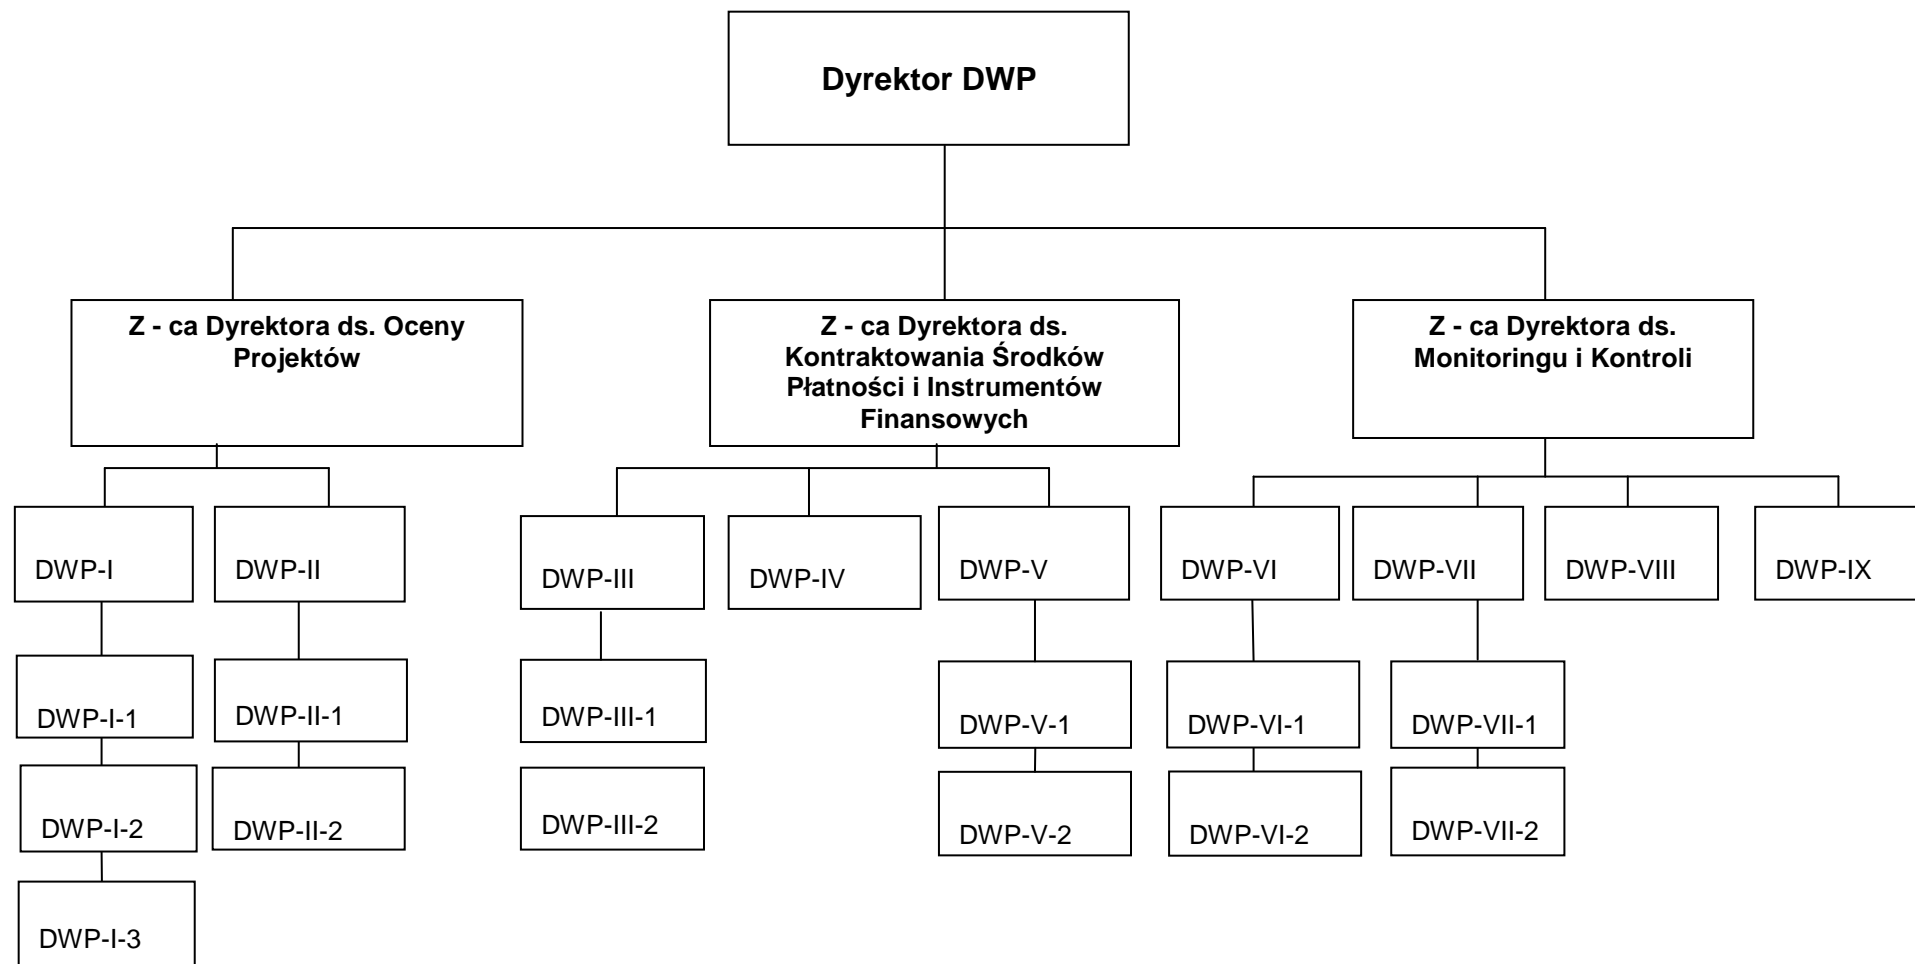 Dyrektor DWP
Z - ca Dyrektora ds. Oceny
Projektów
Z - ca Dyrektora ds.
Kontraktowania Środków
Płatności i Instrumentów
Finansowych
Z - ca Dyrektora ds.
Monitoringu i Kontroli
DWP-I
DWP-II
DWP-III
DWP-IV
DWP-V
DWP-VI
DWP-VII
DWP-VIII
DWP-IX
DWP-I-1
DWP-II-1
DWP-III-1
DWP-V-1
DWP-VI-1
DWP-VII-1
DWP-I-2
DWP-II-2
DWP-III-2
DWP-V-2
DWP-VI-2
DWP-VII-2
DWP-I-3